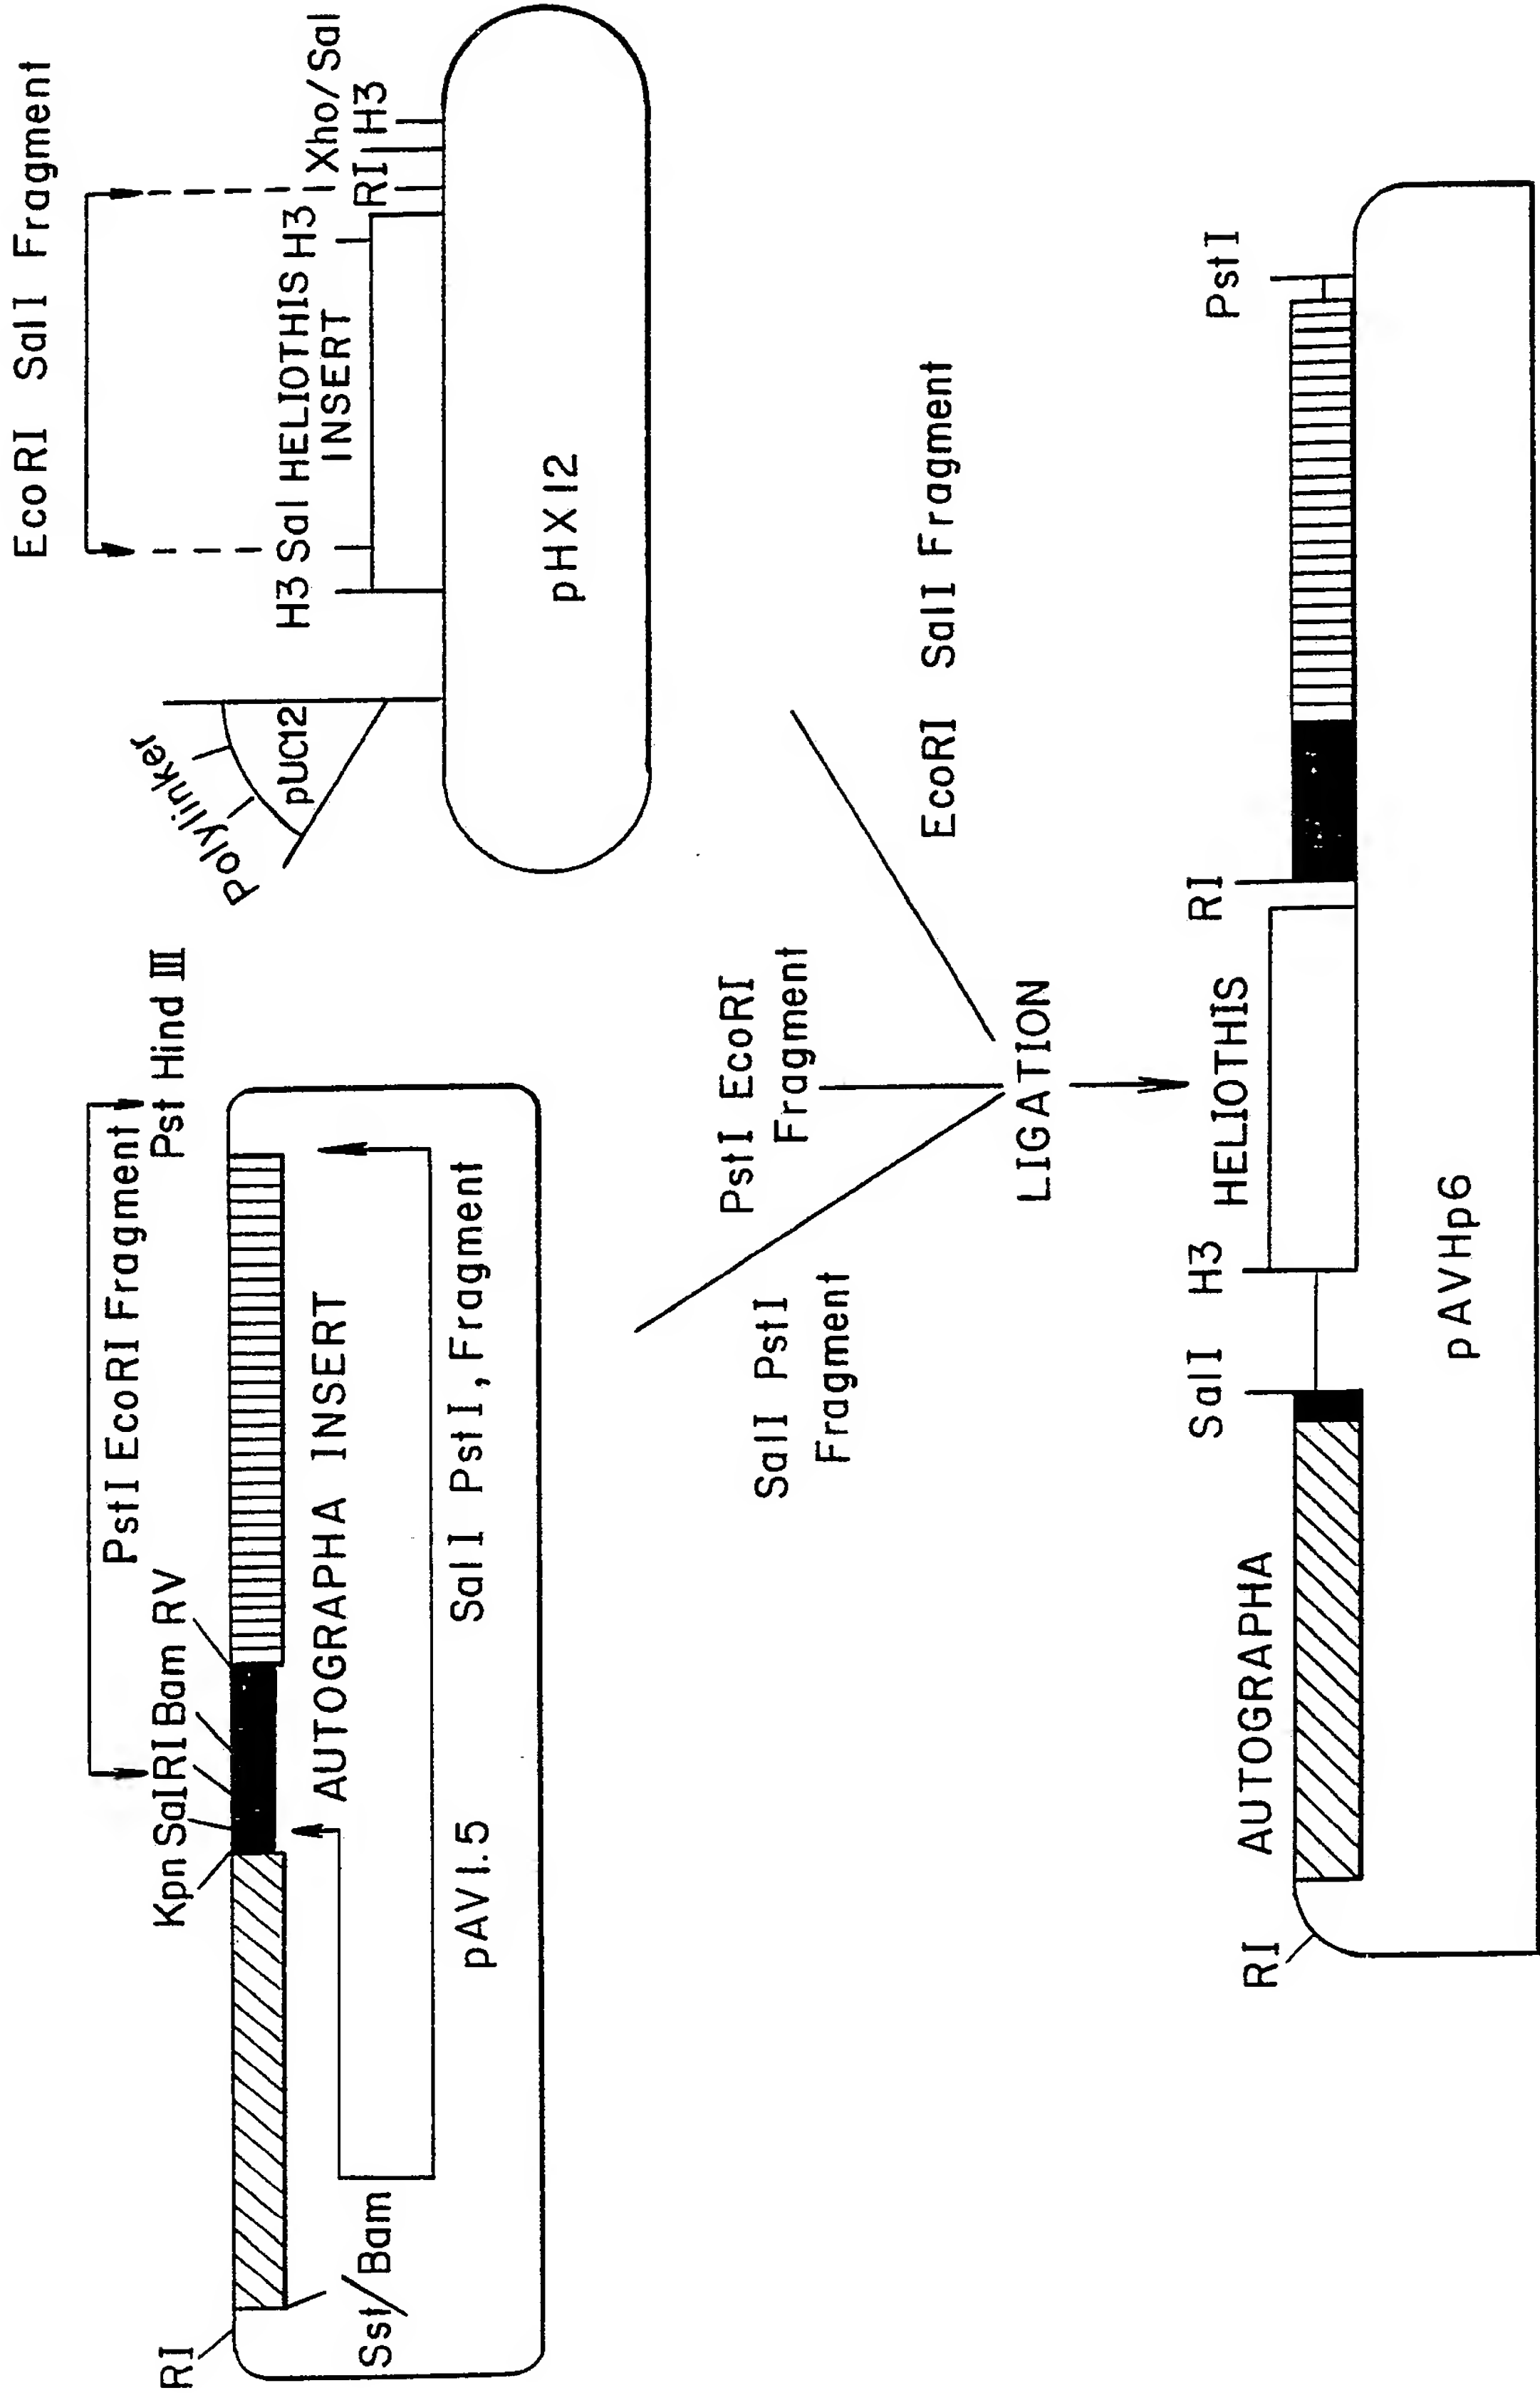 PstI EcoRI Fragment
Kpn SalI RI Bam RV
Pst Hind III
RI
Sst/Bam
AUTOGRAPHA INSERT
SalI PstI, Fragment
pAV1.5
EcoRI SalI Fragment
Polylinker
pUC12
H3 Sal HELIOTHIS H3
INSERT
RI
Xho/Sal
H3
pHX12
SalI PstI
Fragment
PstI EcoRI
Fragment
EcoRI SalI Fragment
LIGATION
RI
AUTOGRAPHA
SalI H3
HELIOTHIS
RI
PstI
pAVHp6